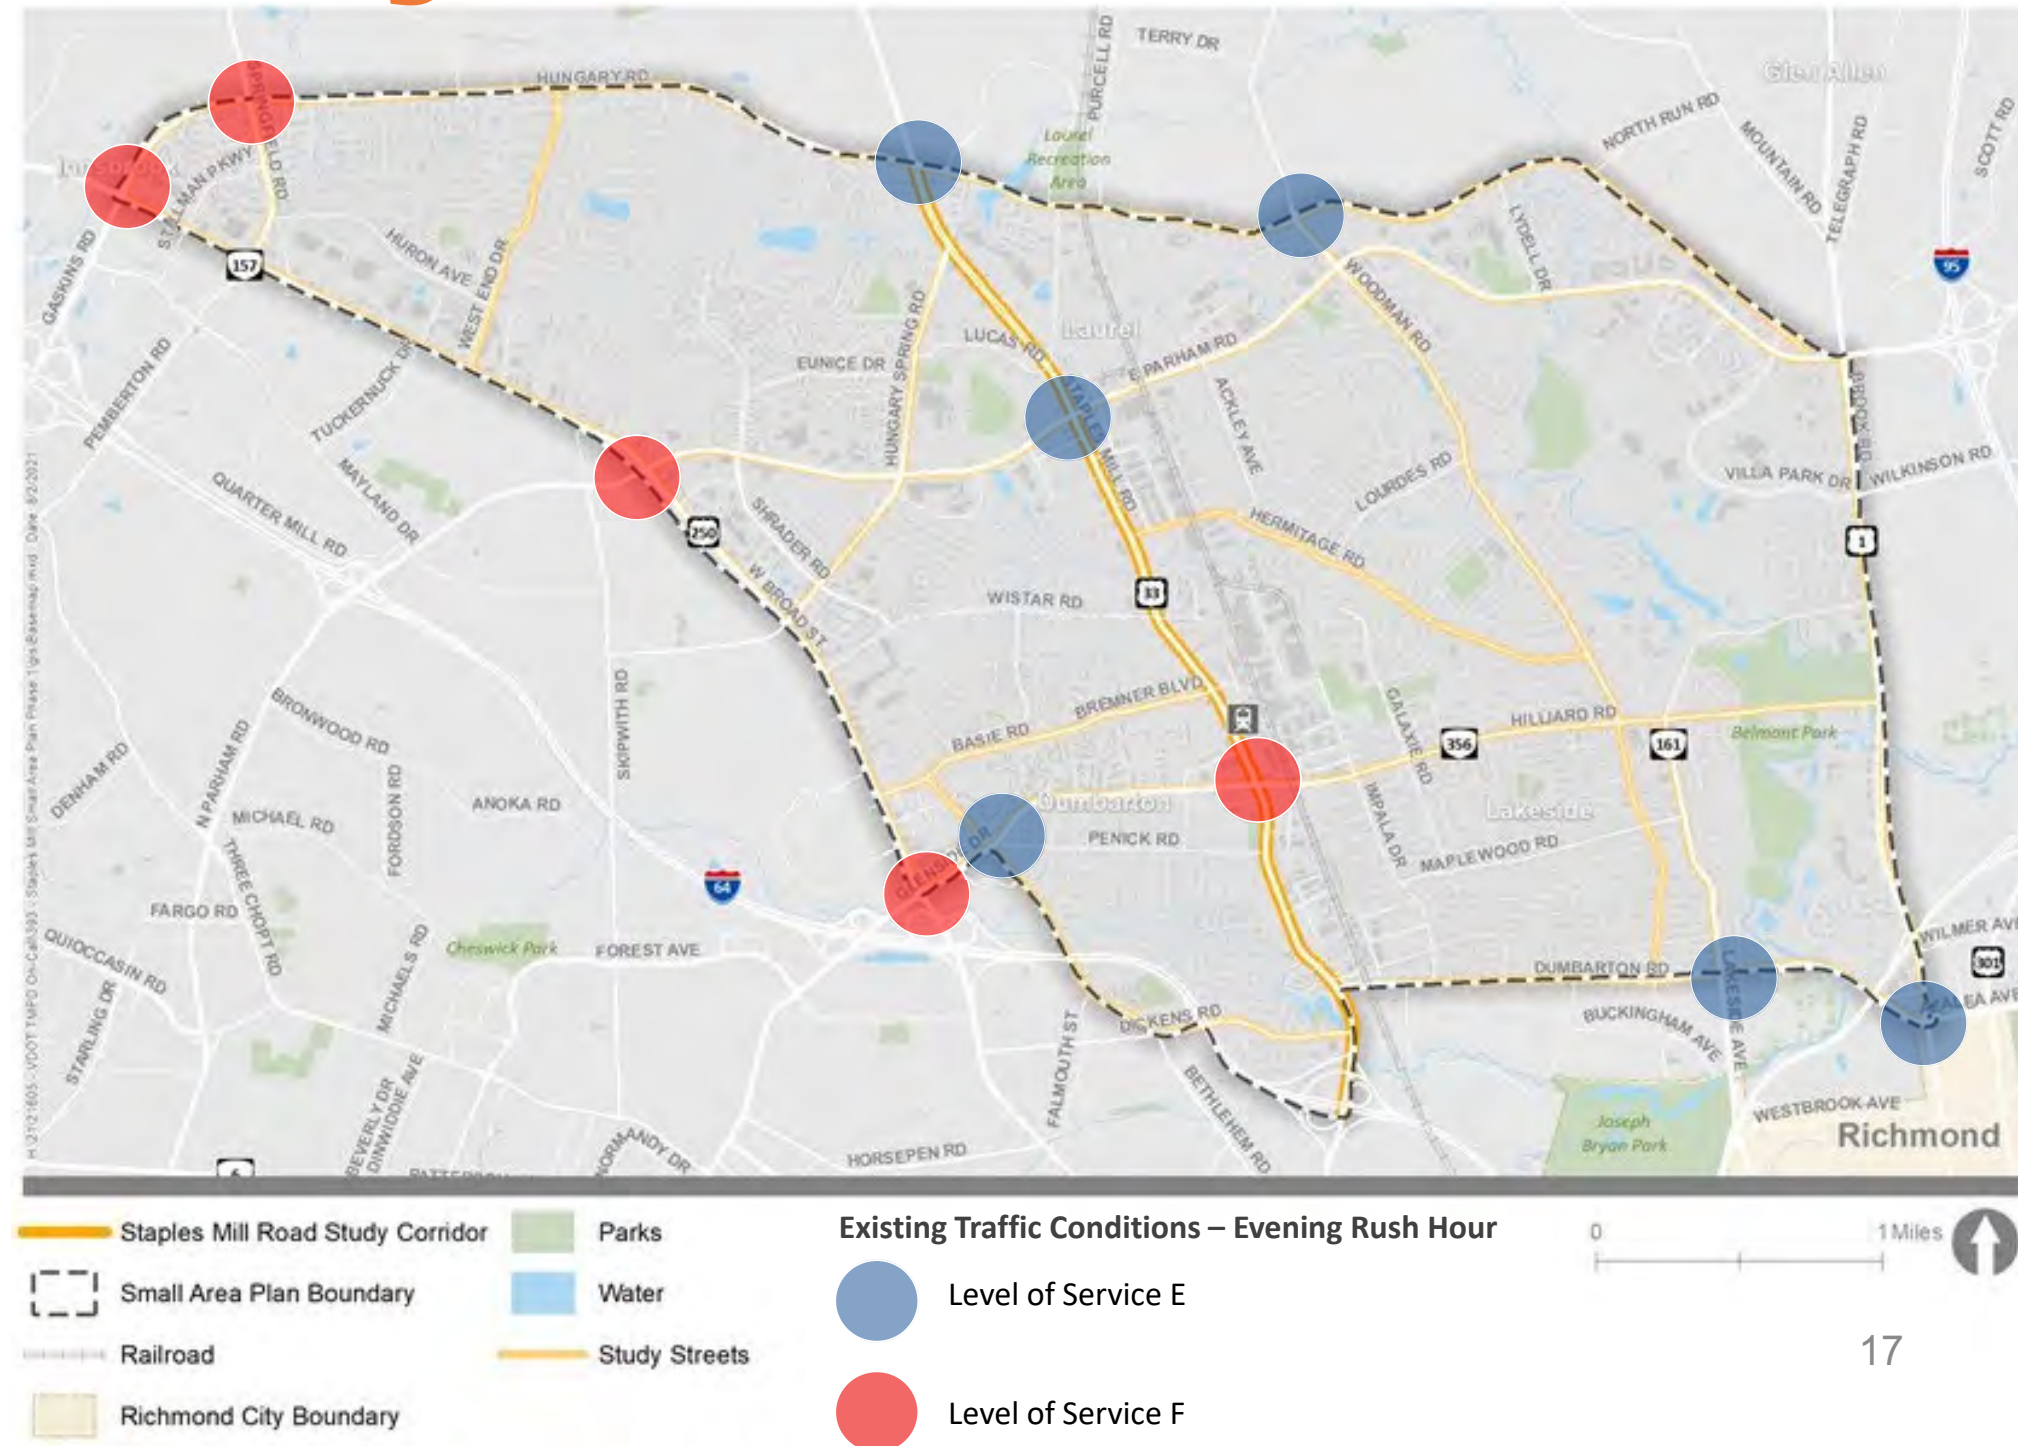 TERRY DR
PURCELL RD
Glen Allen
SPRINGFIELD RD
HUNGARY RD
Laurel
Recreation
Area
NORTH RUN RD
MOUNTAIN RD
TELEGRAPH RD
SCOTT RD
Innsbrook
STALLMAN PKWY
GASKINS RD
157
HURON AVE
WEST END DR
LYDELL DR
95
WOODMAN RD
PEMBERTON RD
TUCKERNUCK DR
EUNICE DR
HUNGARY SPRING RD
LUCAS RD
Laurel
E PARHAM RD
ACKLEY AVE
BROOK RD
STAPLES MILL RD
QUARTER MILL RD
MAYLAND DR
250
SHRADER RD
W BROAD ST
LOURDES RD
HERMITAGE RD
VILLA PARK DR
WILKINSON RD
1
WISTAR RD
33
BRONWOOD RD
SKIPWITH RD
BREMNER BLVD
BASIE RD
GALAXIE RD
HILLIARD RD
356
161
Belmont Park
DENHAM RD
N PARHAM RD
FORDSON RD
MICHAEL RD
ANOKA RD
Dumbarton
PENICK RD
IMPALA DR
Lakeside
MAPLEWOOD RD
THREE CHOPT RD
64
GLENSIDE DR
FARGO RD
QUIOCCASIN RD
MICHAELS RD
Cheswick Park
FOREST AVE
DUMBARTON RD
LAKESIDE AVE
WILMER AVE
301
AZALEA AVE
STARLING DR
DICKENS RD
FALMOUTH ST
BUCKINGHAM AVE
BEVERLY DR
DINWIDDIE AVE
NORMANDY DR
HORSEPEN RD
BETHLEHEM RD
Joseph
Bryan Park
WESTBROOK AVE
Richmond
6
Staples Mill Road Study Corridor
Small Area Plan Boundary
Railroad
Richmond City Boundary
Parks
Water
Study Streets
Existing Traffic Conditions – Evening Rush Hour
Level of Service E
Level of Service F
0
1 Miles
17